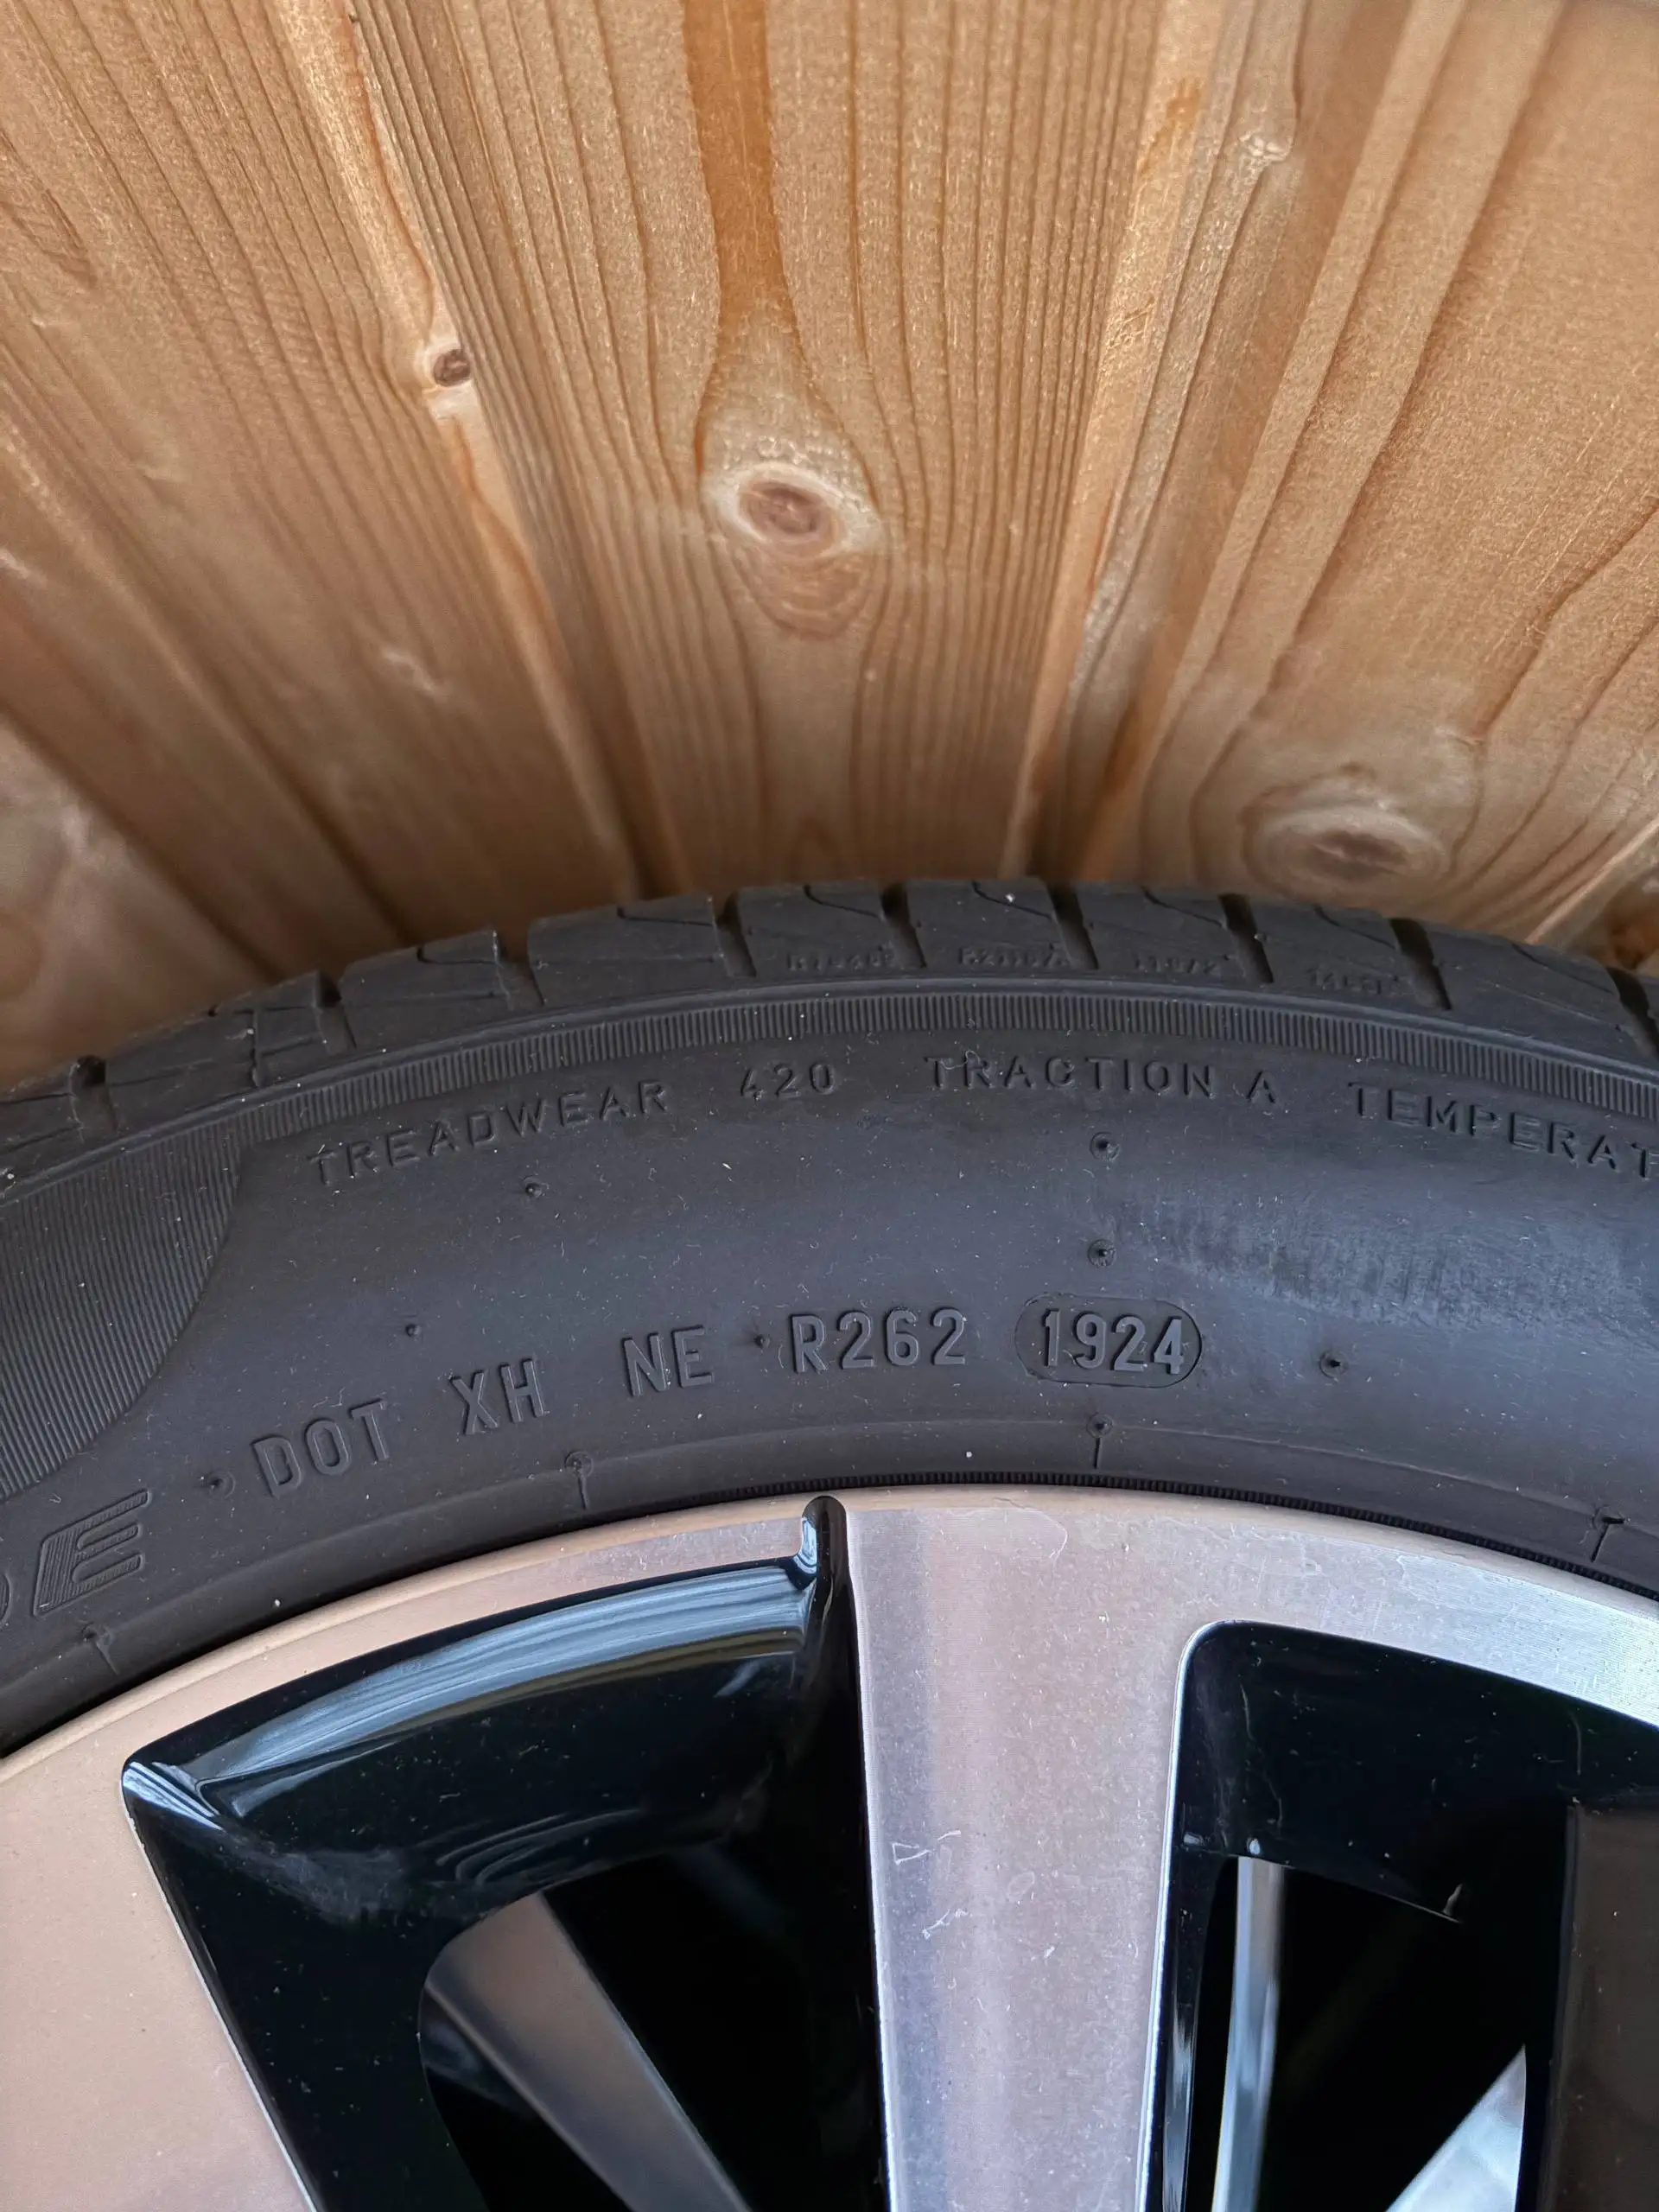 TREADWEAR 420 TRACTION A TEMPERAT
DOT XH NE R262 1924
E